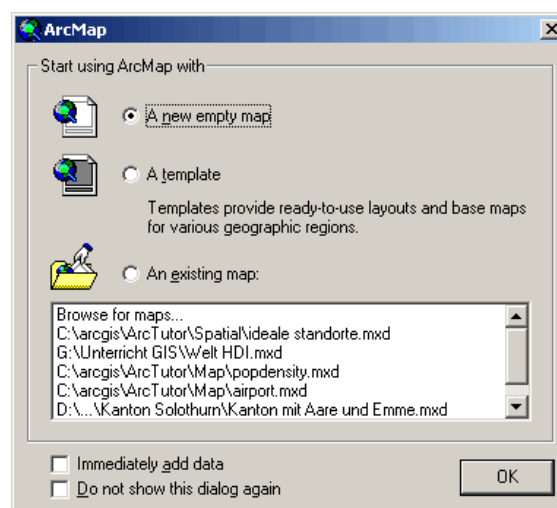 ArcMap
Start using ArcMap with
A new empty map
A template
Templates provide ready-to-use layouts and base maps
for various geographic regions.
An existing map:
Browse for maps...
C:\arcgis\ArcTutor\Spatial\ideale standorte.mxd
G:\Unterricht GIS\Welt HDI.mxd
C:\arcgis\ArcTutor\Map\popdensity.mxd
C:\arcgis\ArcTutor\Map\airport.mxd
D:\...\Kanton Solothurn\Kanton mit Aare und Emme.mxd
Immediately add data
Do not show this dialog again
OK